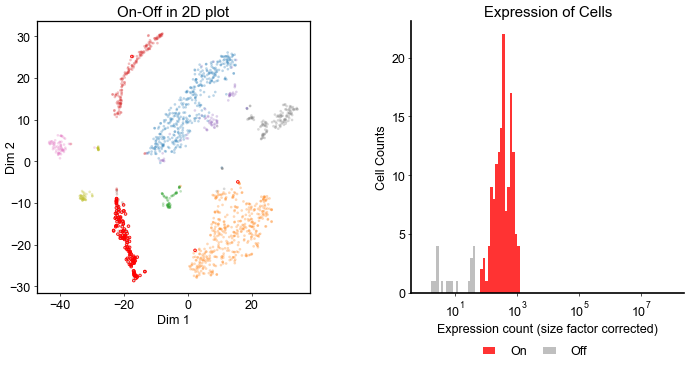 On-Off in 2D plot
Expression of Cells
30
20
10
0
−10
−20
−30
Dim 2
−40
−20
0
20
Dim 1
20
15
10
5
0
Cell Counts
10^1
10^3
10^5
10^7
Expression count (size factor corrected)
On
Off